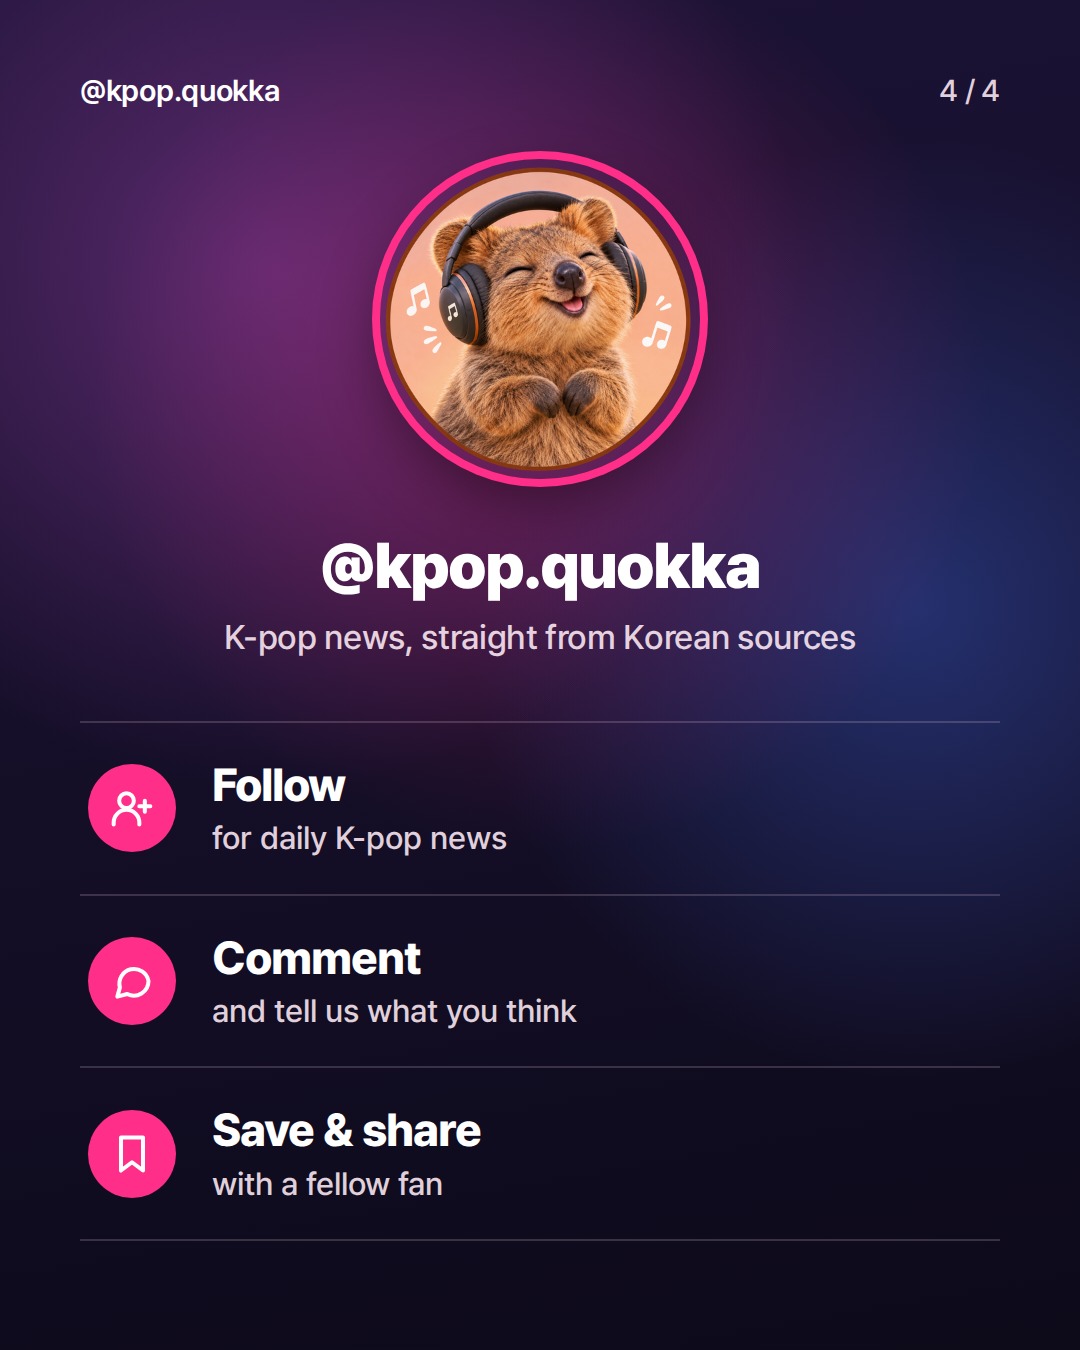 @kpop.quokka
4 / 4
@kpop.quokka
K-pop news, straight from Korean sources
Follow
for daily K-pop news
Comment
and tell us what you think
Save & share
with a fellow fan